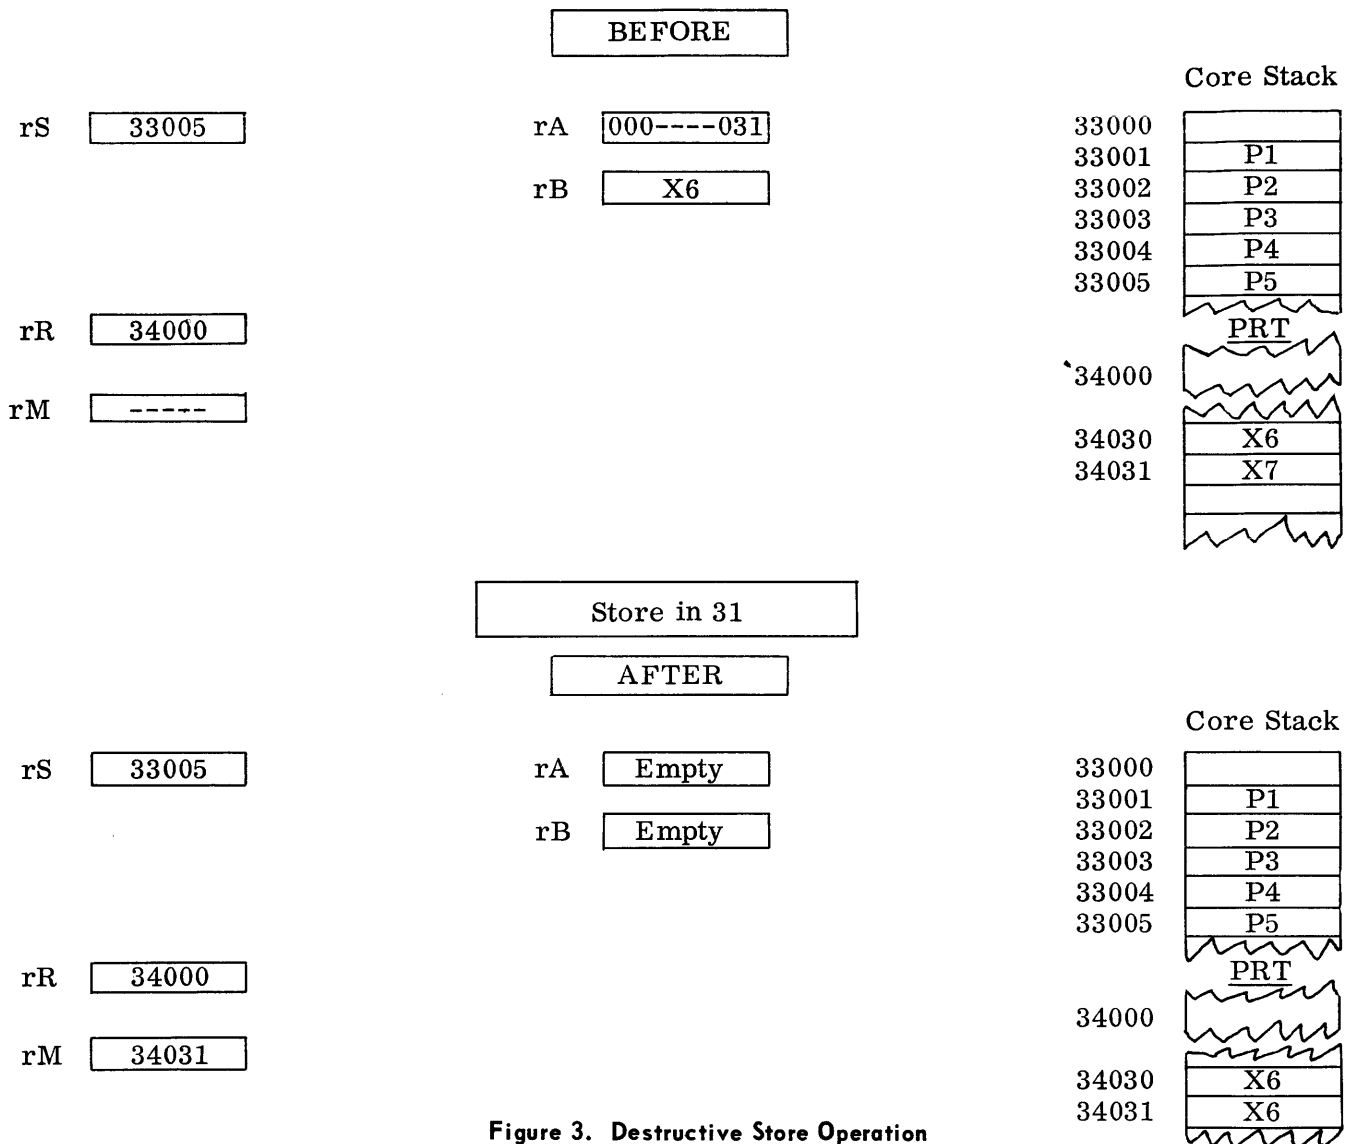 BEFORE
Core Stack
rS 33005 rA 000----031 33000
33001 P1
rB X6 33002 P2
33003 P3
33004 P4
33005 P5
rR 34000 PRT
34000
rM -----
34030 X6
34031 X7
Store in 31
AFTER
Core Stack
rS 33005 rA Empty 33000
33001 P1
rB Empty 33002 P2
33003 P3
33004 P4
33005 P5
rR 34000 PRT
34000
rM 34031
34030 X6
34031 X6
Figure 3. Destructive Store Operation